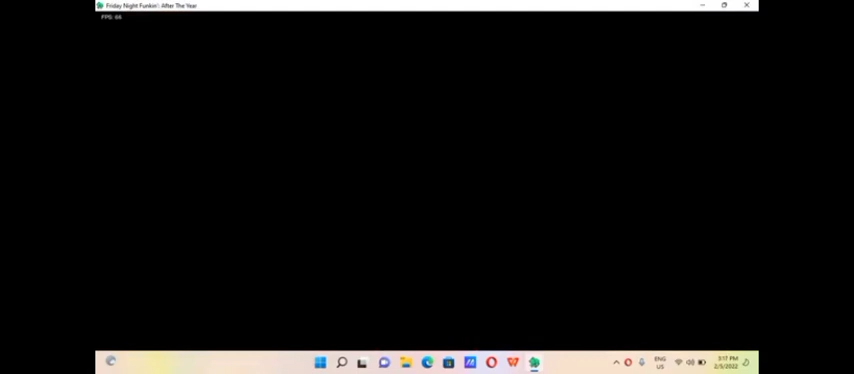 Friday Night Funkin': After The Year
FPS: 66
ENG
US
3:17 PM
2/5/2022